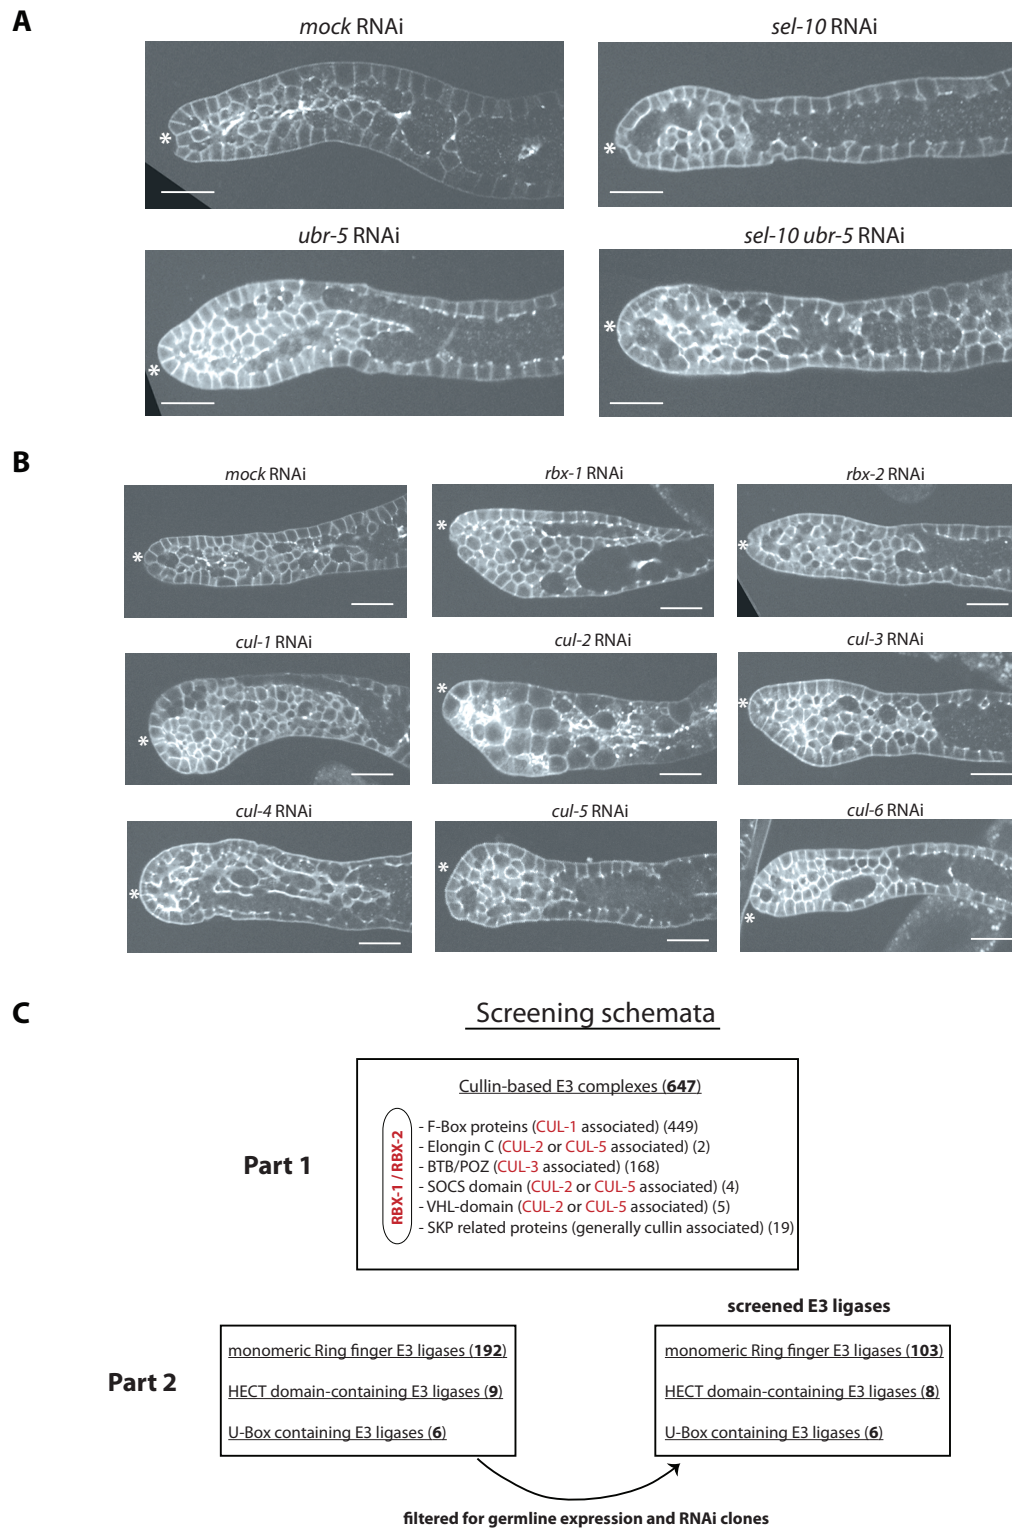 A
mock RNAi
sel-10 RNAi
*
*
ubr-5 RNAi
sel-10 ubr-5 RNAi
*
*
B
mock RNAi
rbx-1 RNAi
rbx-2 RNAi
*
*
*
cul-1 RNAi
cul-2 RNAi
cul-3 RNAi
*
*
*
cul-4 RNAi
cul-5 RNAi
cul-6 RNAi
*
*
*
C
Screening schemata
Part 1
Cullin-based E3 complexes (647)
RBX-1 / RBX-2
- F-Box proteins (CUL-1 associated) (449)
- Elongin C (CUL-2 or CUL-5 associated) (2)
- BTB/POZ (CUL-3 associated) (168)
- SOCS domain (CUL-2 or CUL-5 associated) (4)
- VHL-domain (CUL-2 or CUL-5 associated) (5)
- SKP related proteins (generally cullin associated) (19)
Part 2
monomeric Ring finger E3 ligases (192)
HECT domain-containing E3 ligases (9)
U-Box containing E3 ligases (6)
screened E3 ligases
monomeric Ring finger E3 ligases (103)
HECT domain-containing E3 ligases (8)
U-Box containing E3 ligases (6)
filtered for germline expression and RNAi clones